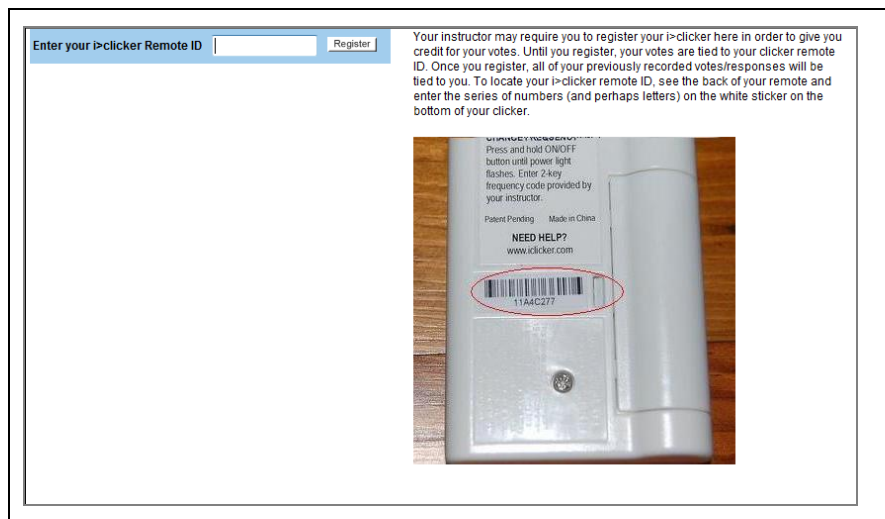 Enter your i>clicker Remote ID
Register
Your instructor may require you to register your i>clicker here in order to give you
credit for your votes. Until you register, your votes are tied to your clicker remote
ID. Once you register, all of your previously recorded votes/responses will be
tied to you. To locate your i>clicker remote ID, see the back of your remote and
enter the series of numbers (and perhaps letters) on the white sticker on the
bottom of your clicker.
Press and hold ON/OFF
button until power light
flashes. Enter 2-key
frequency code provided by
your instructor.
Patent Pending Made in China
NEED HELP?
www.iclicker.com
11A4C277